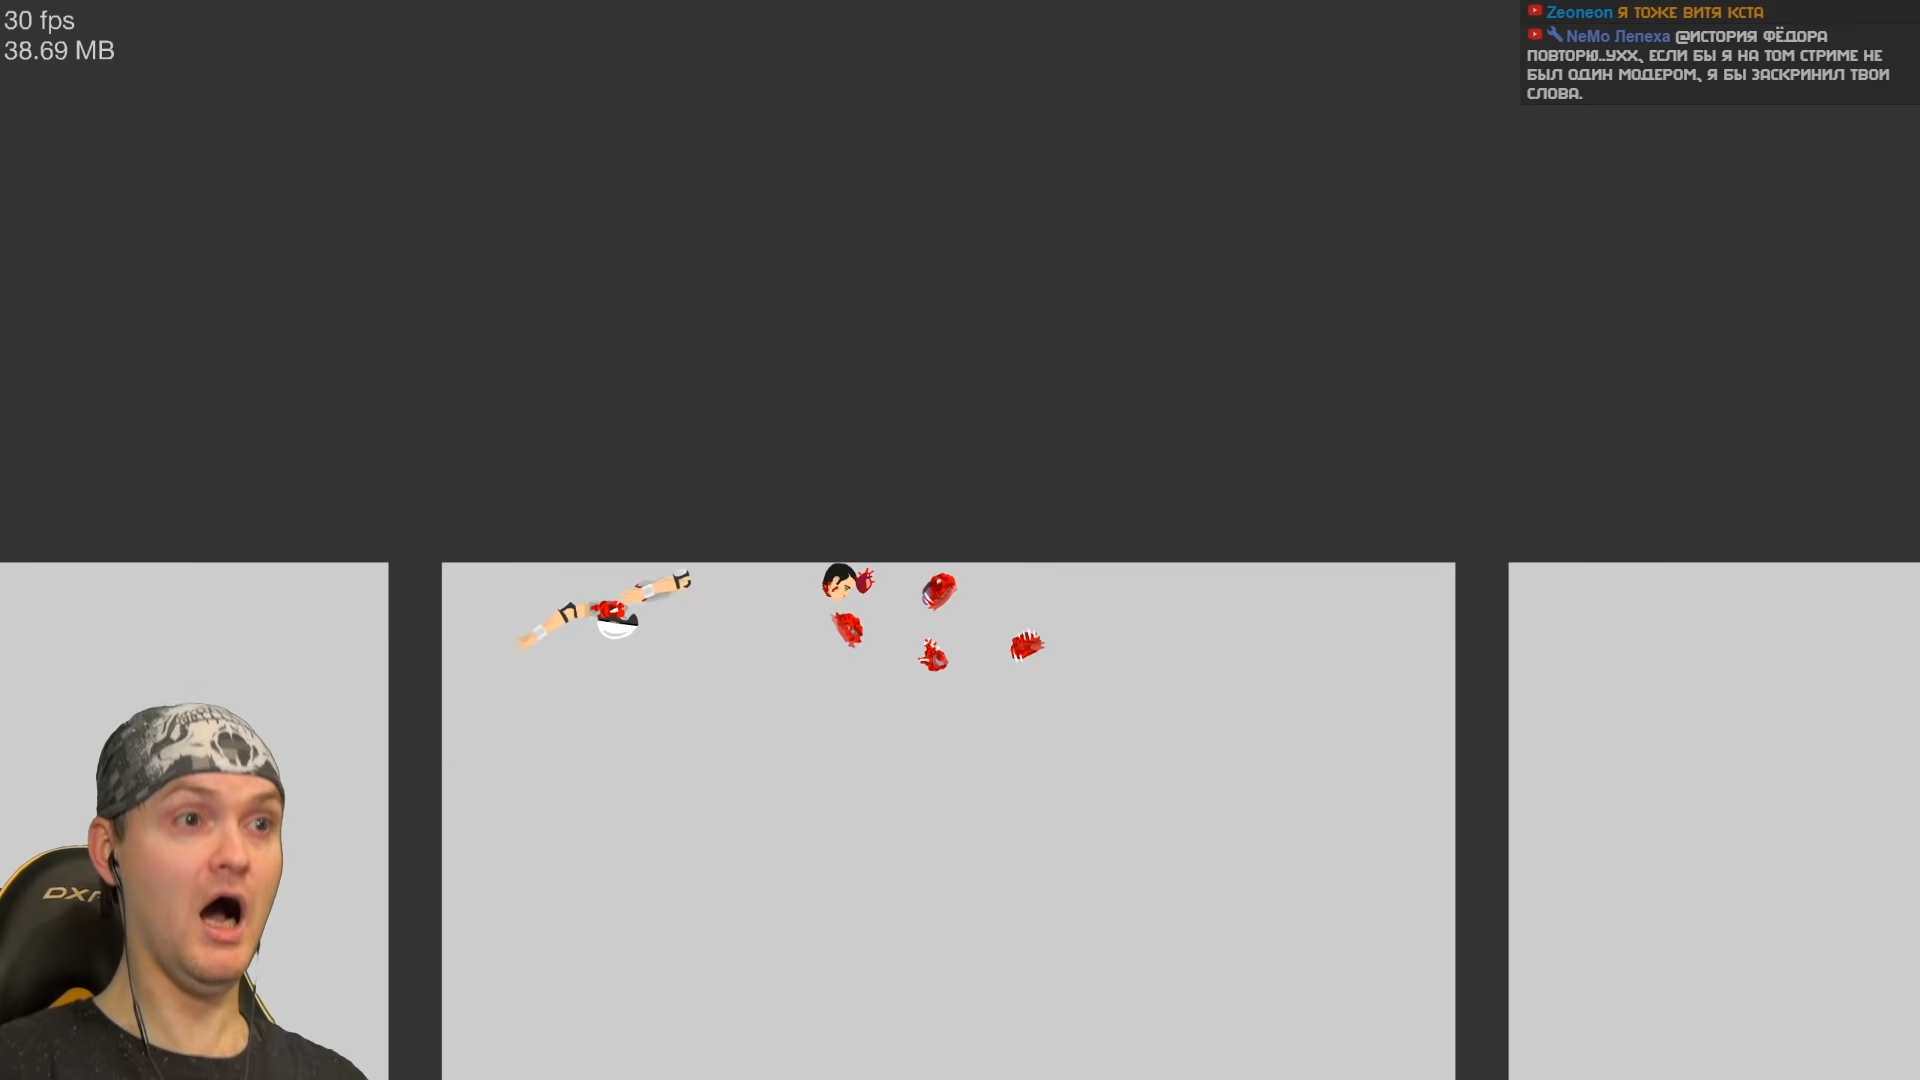 30 fps
38.69 MB
Zeoneon Я ТОЖЕ ВИТЯ КСТА
NeMo Лепеха @ИСТОРИЯ ФЁДОРА
ПОВТОРЮ..УХХ, ЕСЛИ БЫ Я НА ТОМ СТРИМЕ НЕ
БЫЛ ОДИН МОДЕРОМ, Я БЫ ЗАСКРИНИЛ ТВОИ
СЛОВА.